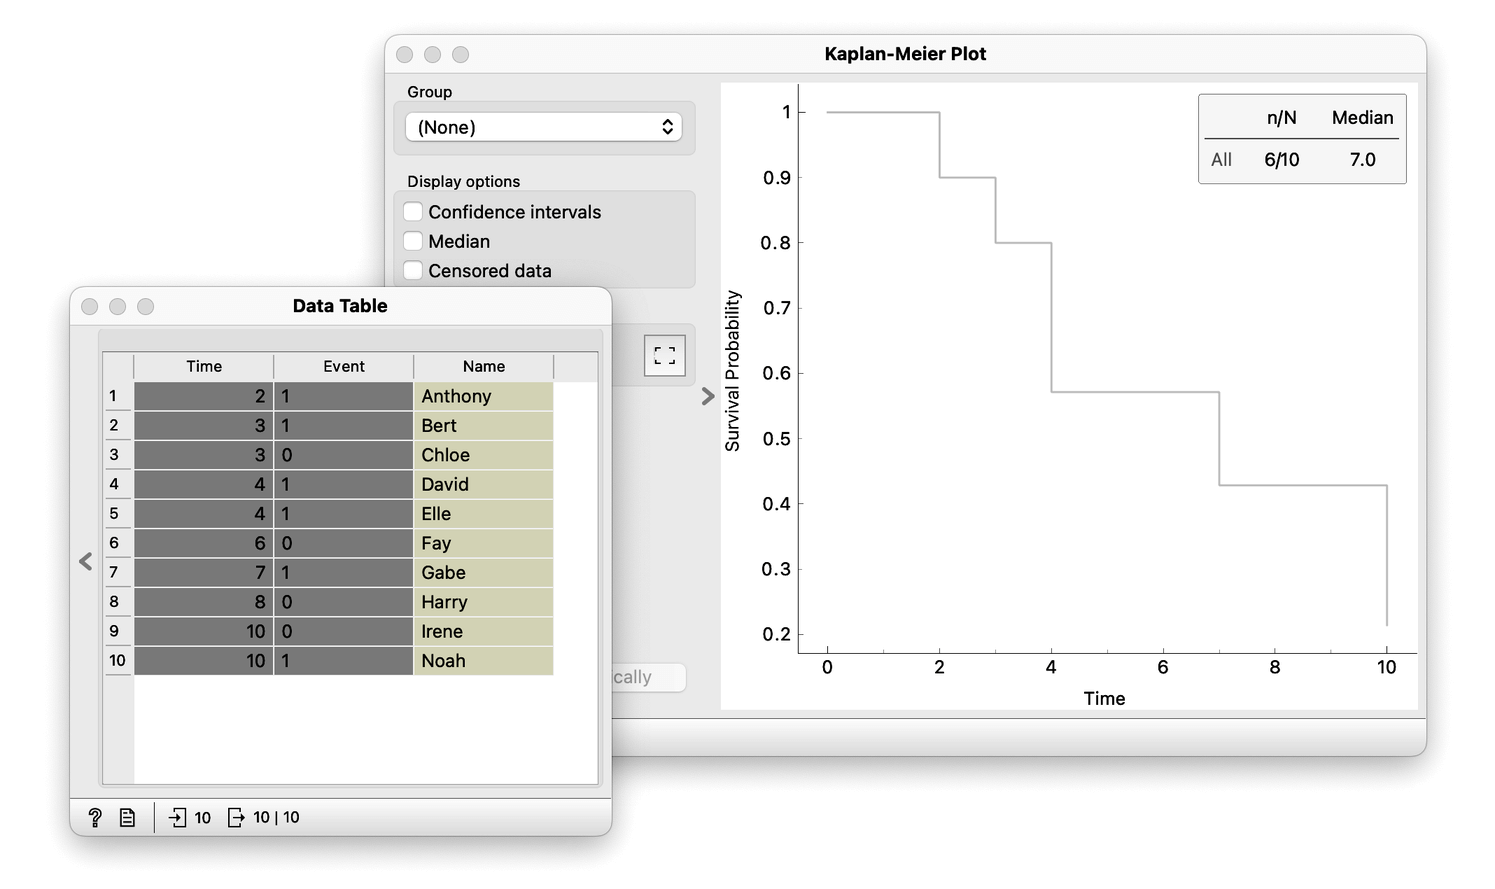 Kaplan-Meier Plot
Group
(None)
Display options
Confidence intervals
Median
Censored data
cally
n/N Median
All 6/10 7.0
Survival Probability
1
0.9
0.8
0.7
0.6
0.5
0.4
0.3
0.2
0 2 4 6 8 10
Time
Data Table
Time Event Name
1 2 1 Anthony
2 3 1 Bert
3 3 0 Chloe
4 4 1 David
5 4 1 Elle
6 6 0 Fay
7 7 1 Gabe
8 8 0 Harry
9 10 0 Irene
10 10 1 Noah
? 10 10 | 10